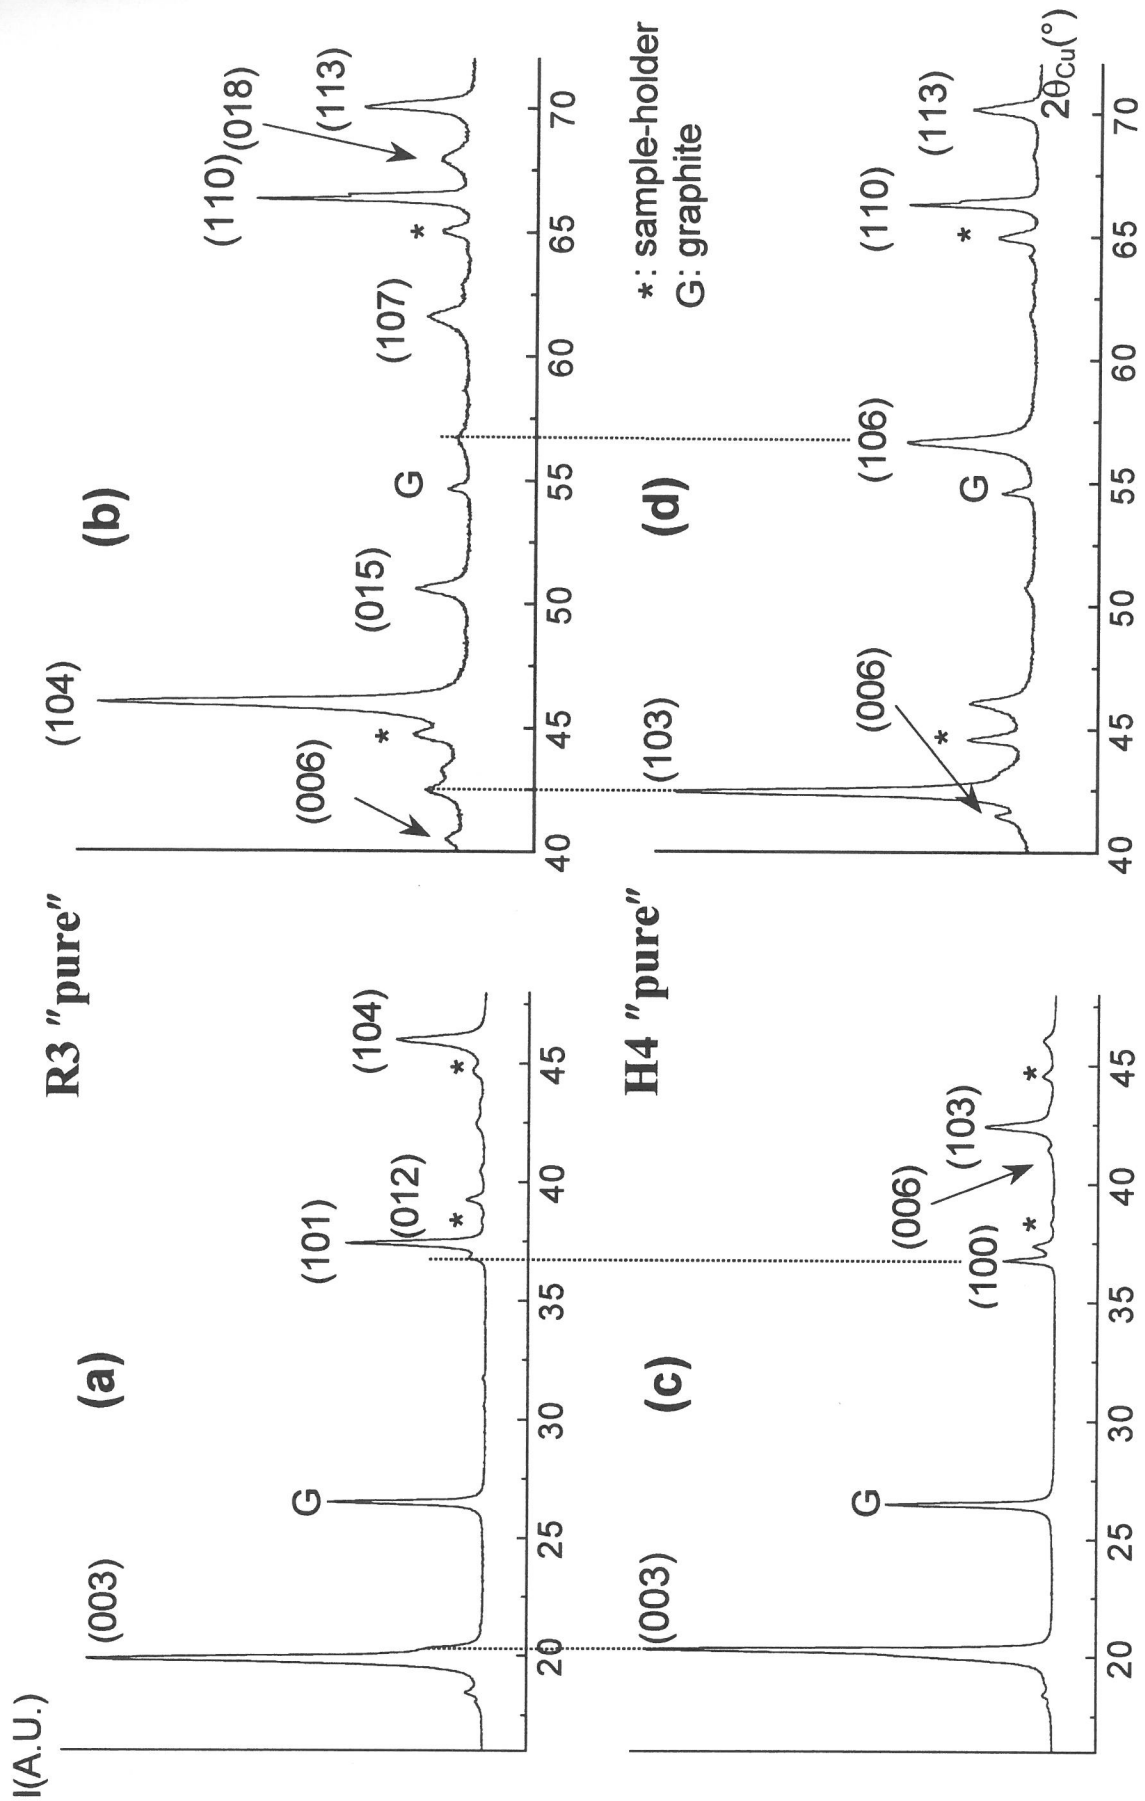 I(A.U.)
R3 "pure"
(a)
(003)
G
(101)
(012)
*
*
(104)
20 25 30 35 40 45
(b)
(006)
*
(104)
(015)
G
(107)
*
(110)
(018)
(113)
40 45 50 55 60 65 70
H4 "pure"
(c)
(003)
G
(100)
*
(006)
(103)
*
20 25 30 35 40 45
*: sample-holder
G: graphite
(d)
(103)
*
(006)
G
(106)
*
(110)
(113)
2θCu(°)
40 45 50 55 60 65 70